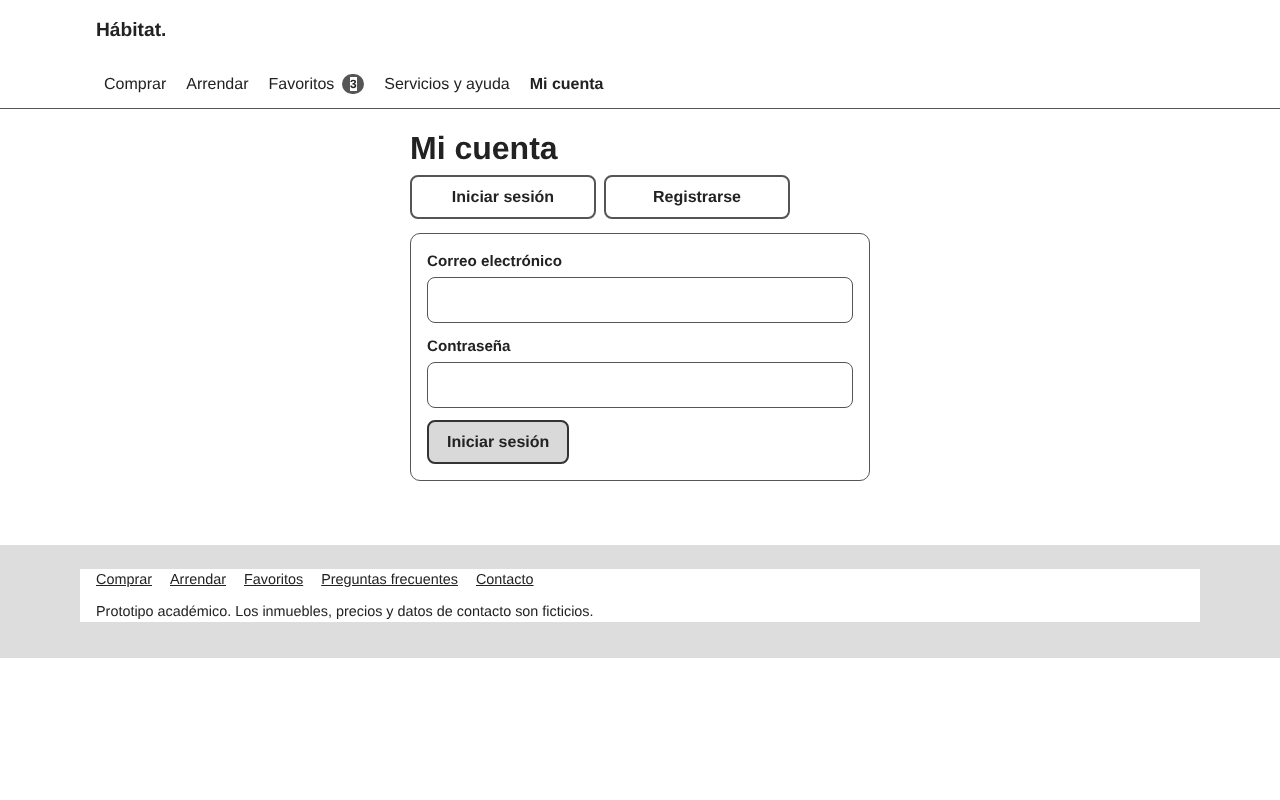 Hábitat.
Comprar Arrendar Favoritos 3 Servicios y ayuda Mi cuenta
Mi cuenta
Iniciar sesión Registrarse
Correo electrónico
Contraseña
Iniciar sesión
Comprar Arrendar Favoritos Preguntas frecuentes Contacto
Prototipo académico. Los inmuebles, precios y datos de contacto son ficticios.